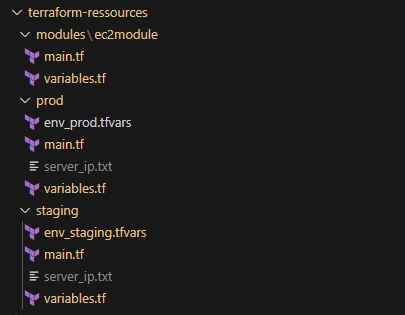 terraform-ressources
modules\ec2module
main.tf
variables.tf
prod
env_prod.tfvars
main.tf
server_ip.txt
variables.tf
staging
env_staging.tfvars
main.tf
server_ip.txt
variables.tf